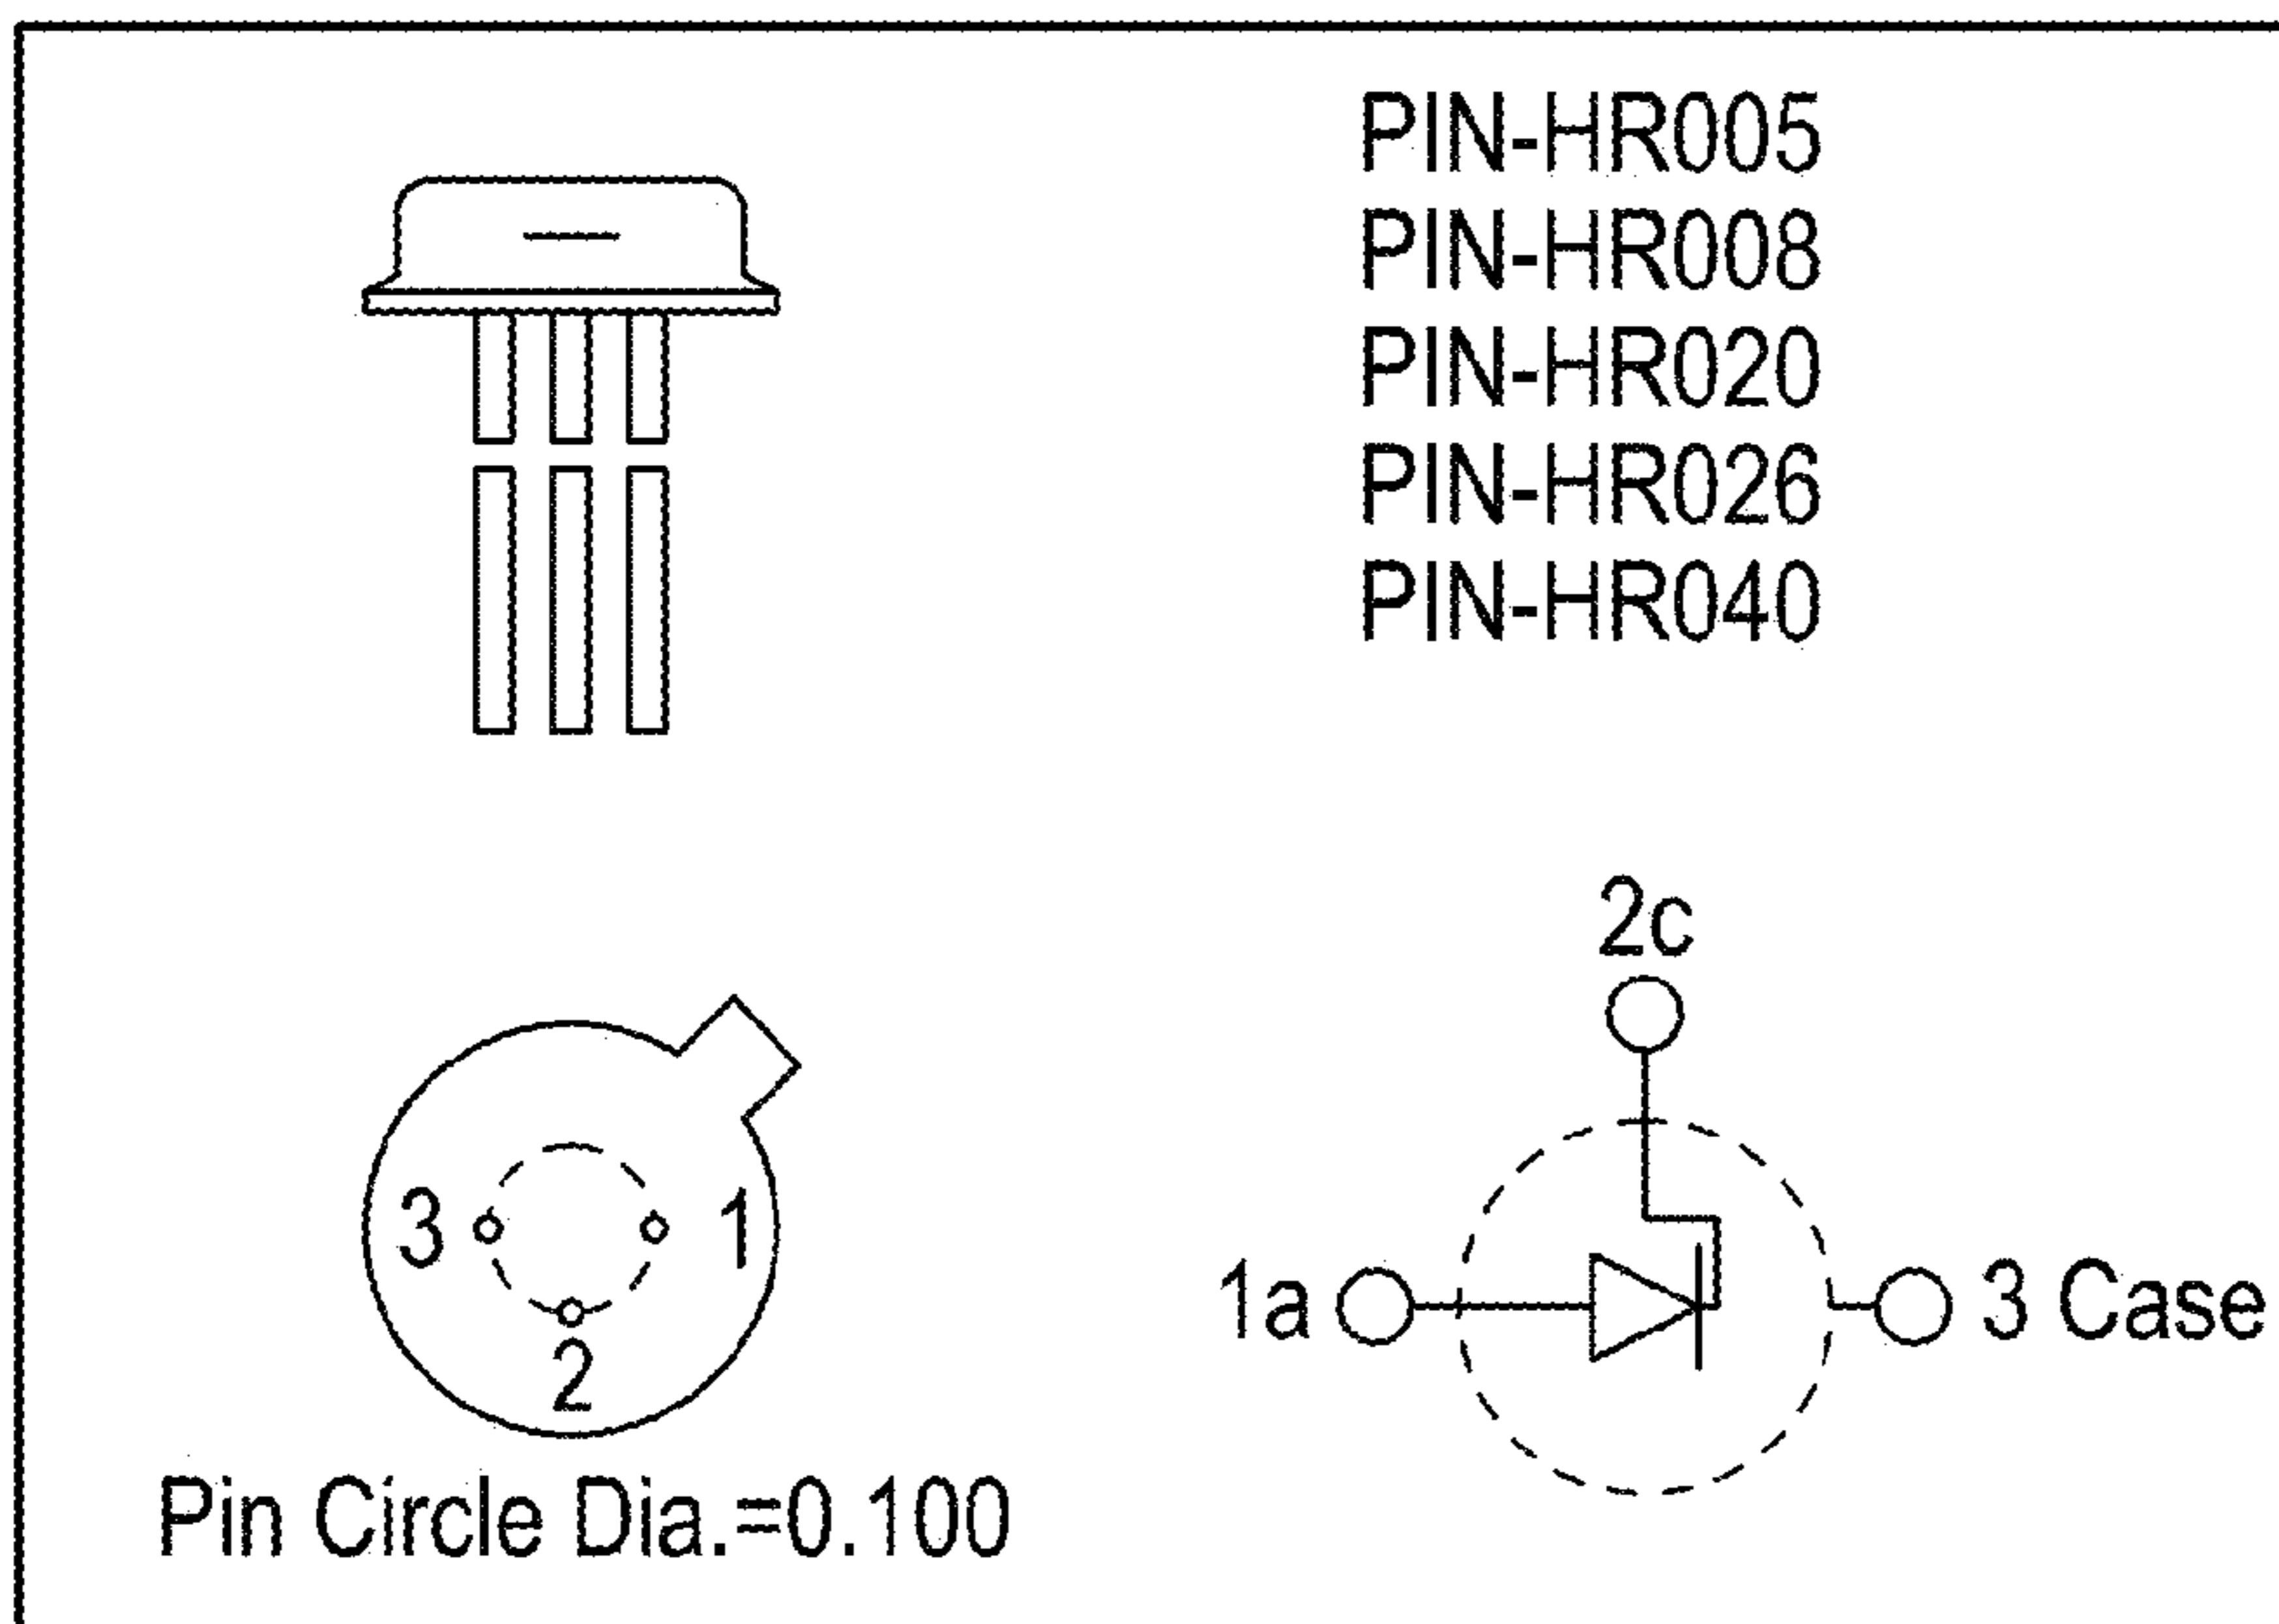 PIN-HR005
PIN-HR008
PIN-HR020
PIN-HR026
PIN-HR040
2c
3 1
2
1a 3 Case
Pin Circle Dia.=0.100